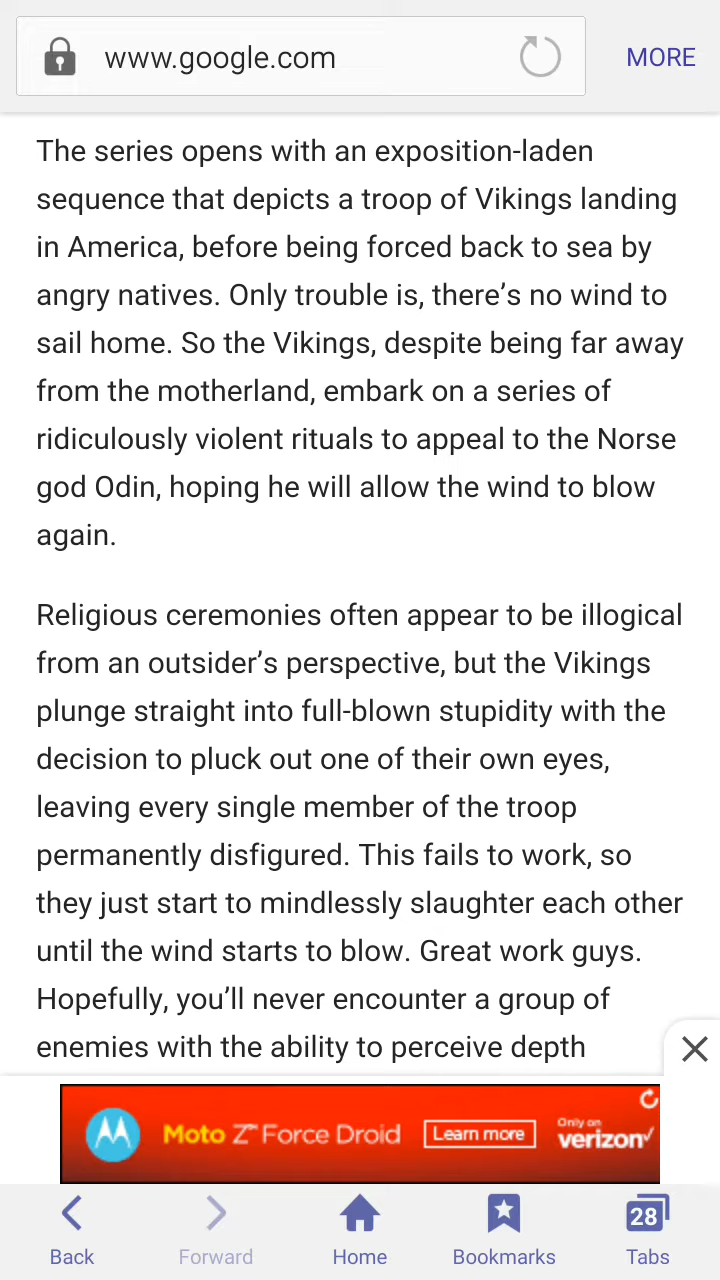 www.google.com
MORE
The series opens with an exposition-laden
sequence that depicts a troop of Vikings landing
in America, before being forced back to sea by
angry natives. Only trouble is, there’s no wind to
sail home. So the Vikings, despite being far away
from the motherland, embark on a series of
ridiculously violent rituals to appeal to the Norse
god Odin, hoping he will allow the wind to blow
again.
Religious ceremonies often appear to be illogical
from an outsider’s perspective, but the Vikings
plunge straight into full-blown stupidity with the
decision to pluck out one of their own eyes,
leaving every single member of the troop
permanently disfigured. This fails to work, so
they just start to mindlessly slaughter each other
until the wind starts to blow. Great work guys.
Hopefully, you’ll never encounter a group of
enemies with the ability to perceive depth
Moto Z Force Droid
Learn more
Only on
verizon
Back
Forward
Home
Bookmarks
28
Tabs